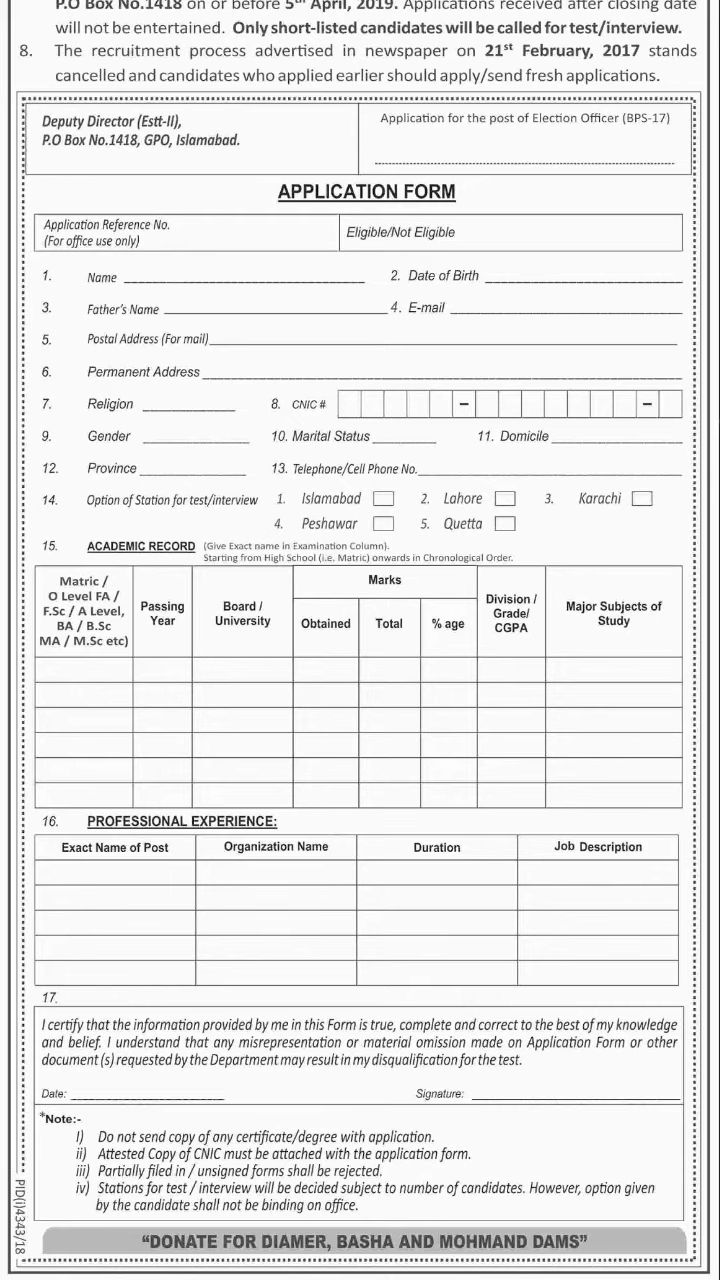 P.O Box No.1418 on or before 5th April, 2019. Applications received after closing date
will not be entertained. Only short-listed candidates will be called for test/interview.
8. The recruitment process advertised in newspaper on 21st February, 2017 stands
cancelled and candidates who applied earlier should apply/send fresh applications.
Deputy Director (Estt-II),
P.O Box No.1418, GPO, Islamabad.
Application for the post of Election Officer (BPS-17)
APPLICATION FORM
Application Reference No.
(For office use only)
Eligible/Not Eligible
1. Name 2. Date of Birth
3. Father's Name 4. E-mail
5. Postal Address (For mail)
6. Permanent Address
7. Religion 8. CNIC # – –
9. Gender 10. Marital Status 11. Domicile
12. Province 13. Telephone/Cell Phone No.
14. Option of Station for test/interview 1. Islamabad 2. Lahore 3. Karachi
4. Peshawar 5. Quetta
15. ACADEMIC RECORD (Give Exact name in Examination Column).
Starting from High School (i.e. Matric) onwards in Chronological Order.
Matric /
O Level FA /
F.Sc / A Level,
BA / B.Sc
MA / M.Sc etc)
Passing
Year
Board /
University
Marks
Obtained Total % age
Division /
Grade/
CGPA
Major Subjects of
Study
16. PROFESSIONAL EXPERIENCE:
Exact Name of Post Organization Name Duration Job Description
17.
I certify that the information provided by me in this Form is true, complete and correct to the best of my knowledge
and belief. I understand that any misrepresentation or material omission made on Application Form or other
document (s) requested by the Department may result in my disqualification for the test.
Date: Signature:
*Note:-
I) Do not send copy of any certificate/degree with application.
ii) Attested Copy of CNIC must be attached with the application form.
iii) Partially filed in / unsigned forms shall be rejected.
iv) Stations for test / interview will be decided subject to number of candidates. However, option given
by the candidate shall not be binding on office.
PID(i)4343/18
"DONATE FOR DIAMER, BASHA AND MOHMAND DAMS"